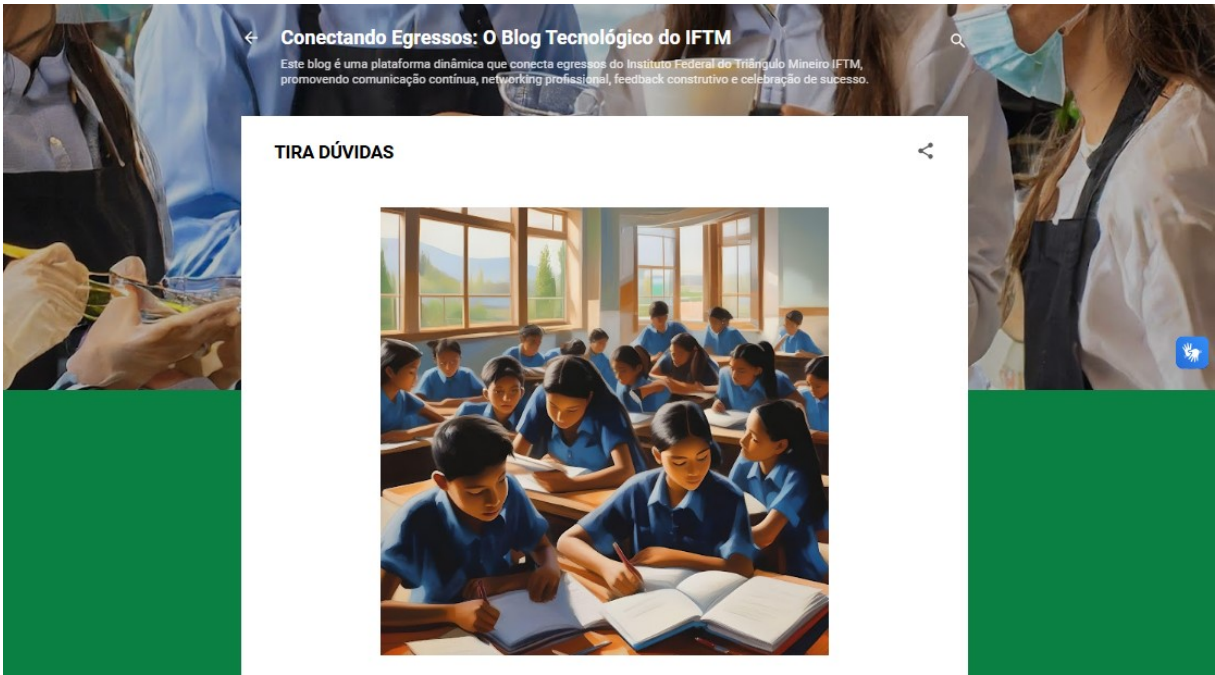 Conectando Egressos: O Blog Tecnológico do IFTM
Este blog é uma plataforma dinâmica que conecta egressos do Instituto Federal do Triângulo Mineiro IFTM,
promovendo comunicação contínua, networking profissional, feedback construtivo e celebração de sucesso.
TIRA DÚVIDAS